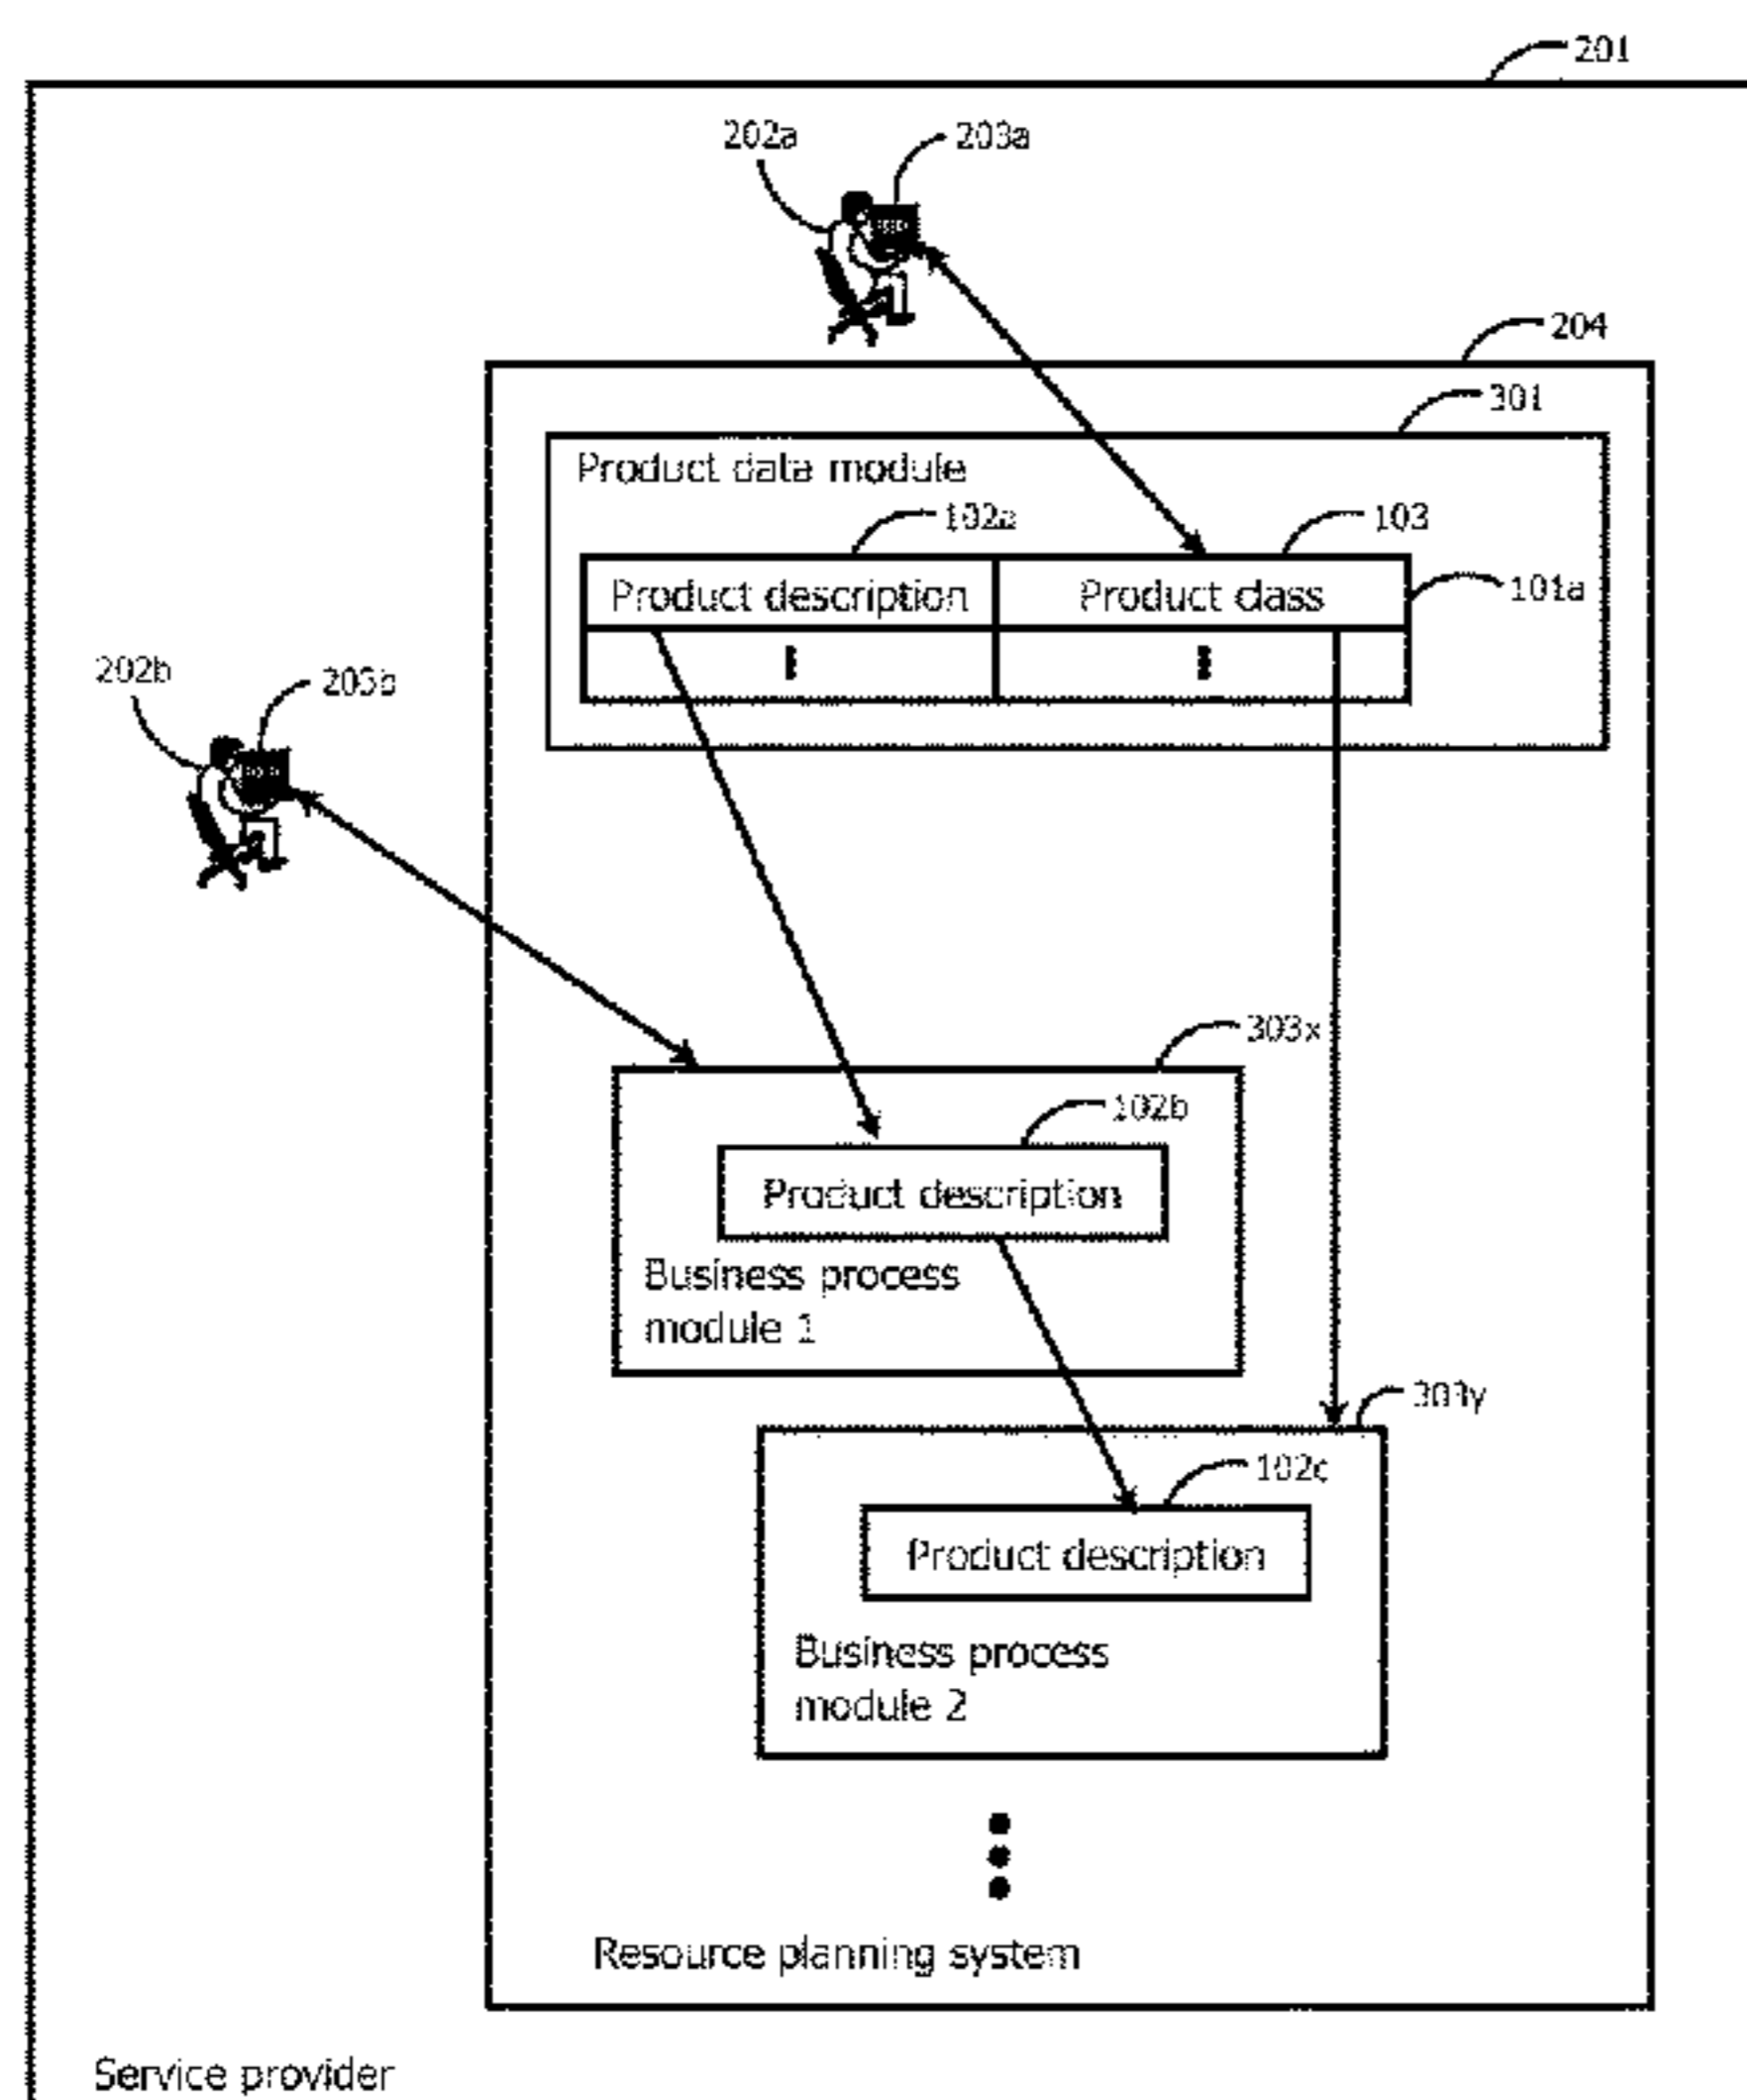 201
202a
203a
204
301
Product data module
102a
103
Product description
Product class
101a
202b
203b
303x
102b
Product description
Business process
module 1
303y
102c
Product description
Business process
module 2
Resource planning system
Service provider